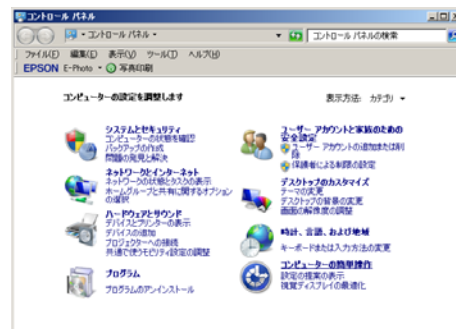 コントロール パネル
コントロール パネル
コントロール パネルの検索
ファイル(F) 編集(E) 表示(V) ツール(T) ヘルプ(H)
EPSON E-Photo 写真印刷
コンピューターの設定を調整します
表示方法: カテゴリ
システムとセキュリティ
コンピューターの状態を確認
バックアップの作成
問題の発見と解決
ネットワークとインターネット
ネットワークの状態とタスクの表示
ホームグループと共有に関するオプション
の選択
ハードウェアとサウンド
デバイスとプリンターの表示
デバイスの追加
プロジェクターへの接続
共通で使うモビリティ設定の調整
プログラム
プログラムのアンインストール
ユーザー アカウントと家族のための
安全設定
ユーザー アカウントの追加または削
除
保護者による制限の設定
デスクトップのカスタマイズ
テーマの変更
デスクトップの背景の変更
画面の解像度の調整
時計、言語、および地域
キーボードまたは入力方法の変更
コンピューターの簡単操作
設定の提案の表示
視覚ディスプレイの最適化